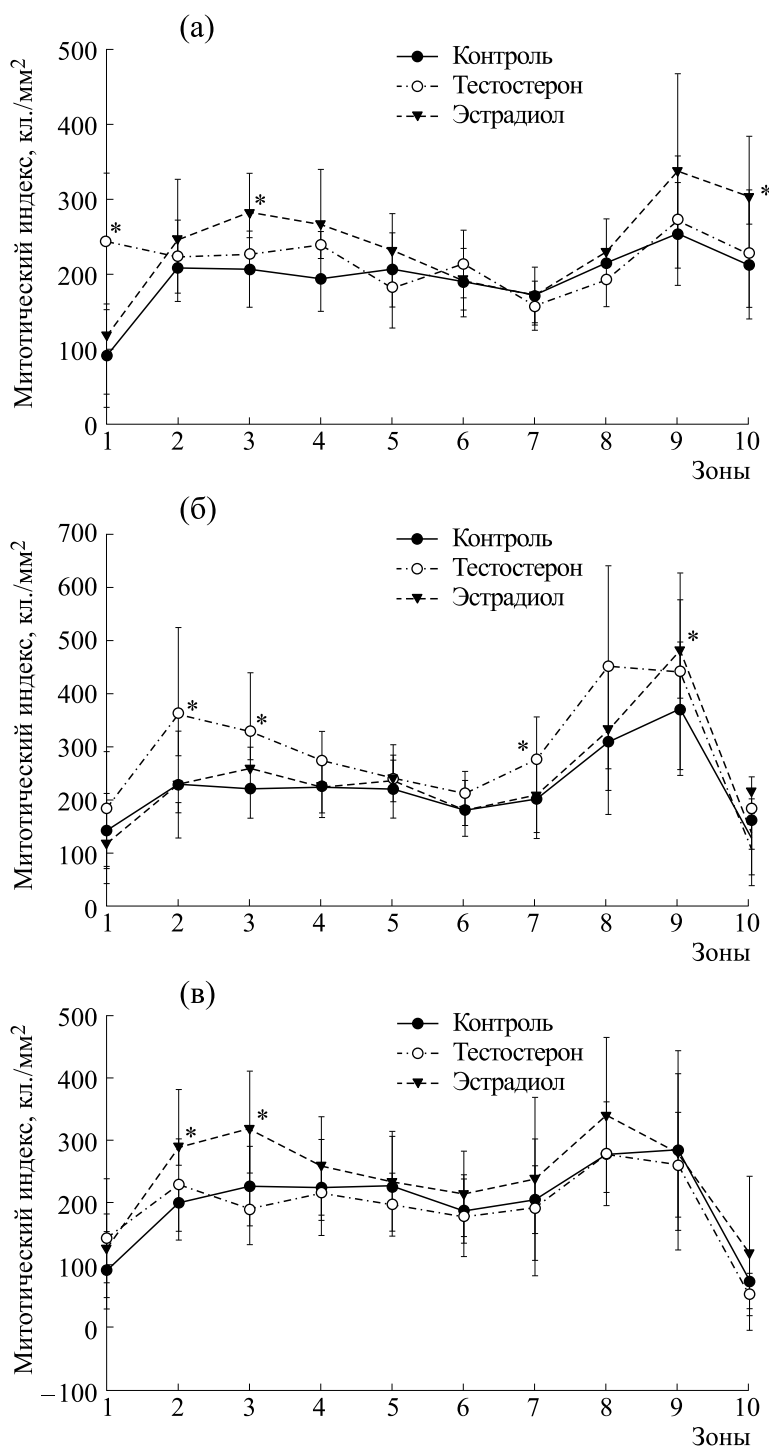 (а)
Митотический индекс, кл./мм²
500
400
300
200
100
0
Контроль
Тестостерон
Эстрадиол
*
*
*
1 2 3 4 5 6 7 8 9 10
Зоны
(б)
Митотический индекс, кл./мм²
700
600
500
400
300
200
100
0
Контроль
Тестостерон
Эстрадиол
*
*
*
*
1 2 3 4 5 6 7 8 9 10
Зоны
(в)
Митотический индекс, кл./мм²
500
400
300
200
100
0
–100
Контроль
Тестостерон
Эстрадиол
*
*
1 2 3 4 5 6 7 8 9 10
Зоны